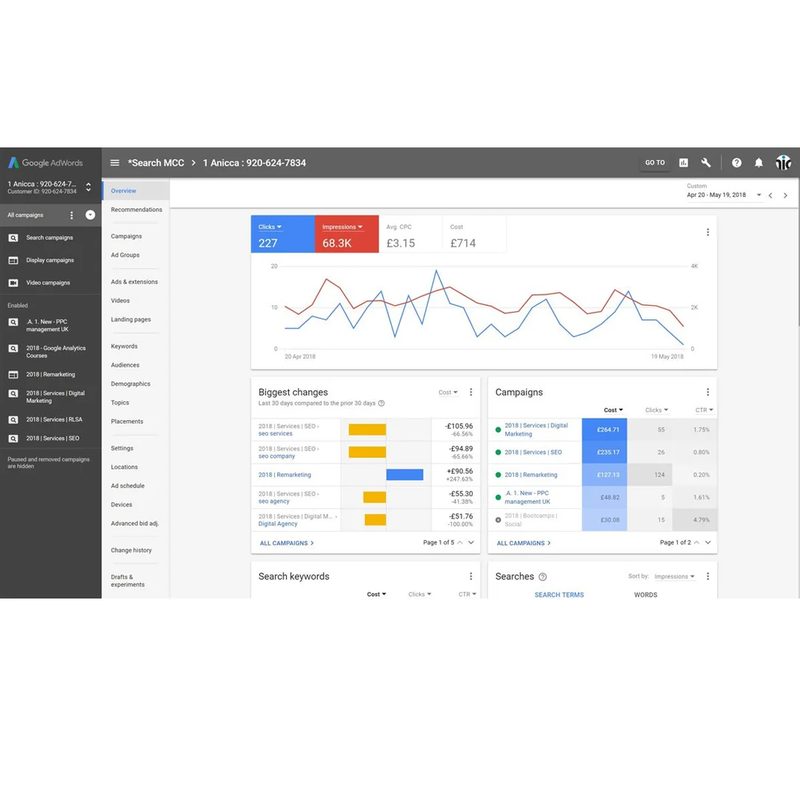 Google AdWords
*Search MCC > 1 Anicca : 920-624-7834
GO TO
1 Anicca : 920-624-7...
Customer ID: 920-624-7834
All campaigns
Search campaigns
Display campaigns
Video campaigns
Enabled
.A. 1. New - PPC
management UK
2018 - Google Analytics
Courses
2018 | Remarketing
2018 | Services | Digital
Marketing
2018 | Services | RLSA
2018 | Services | SEO
Paused and removed campaigns
are hidden
Overview
Recommendations
Campaigns
Ad Groups
Ads & extensions
Videos
Landing pages
Keywords
Audiences
Demographics
Topics
Placements
Settings
Locations
Ad schedule
Devices
Advanced bid adj.
Change history
Drafts &
experiments
Custom
Apr 20 - May 19, 2018
Clicks
227
Impressions
68.3K
Avg. CPC
£3.15
Cost
£714
20
10
0
4K
2K
0
20 Apr 2018
19 May 2018
Biggest changes
Cost
Last 30 days compared to the prior 30 days
2018 | Services | SEO ›
seo services
-£105.96
-66.56%
2018 | Services | SEO ›
seo company
-£94.89
-65.66%
2018 | Remarketing
+£90.56
+247.63%
2018 | Services | SEO ›
seo agency
-£55.30
-41.38%
2018 | Services | Digital M... ›
Digital Agency
-£51.76
-100.00%
ALL CAMPAIGNS >
Page 1 of 5
Campaigns
Cost Clicks CTR
2018 | Services | Digital
Marketing
£264.71 55 1.75%
2018 | Services | SEO £235.17 26 0.80%
2018 | Remarketing £127.13 124 0.20%
.A. 1. New - PPC
management UK
£48.82 5 1.61%
2018 | Bootcamps |
Social
£30.08 15 4.79%
ALL CAMPAIGNS >
Page 1 of 2
Search keywords
Cost Clicks CTR
Searches
Sort by: Impressions
SEARCH TERMS WORDS